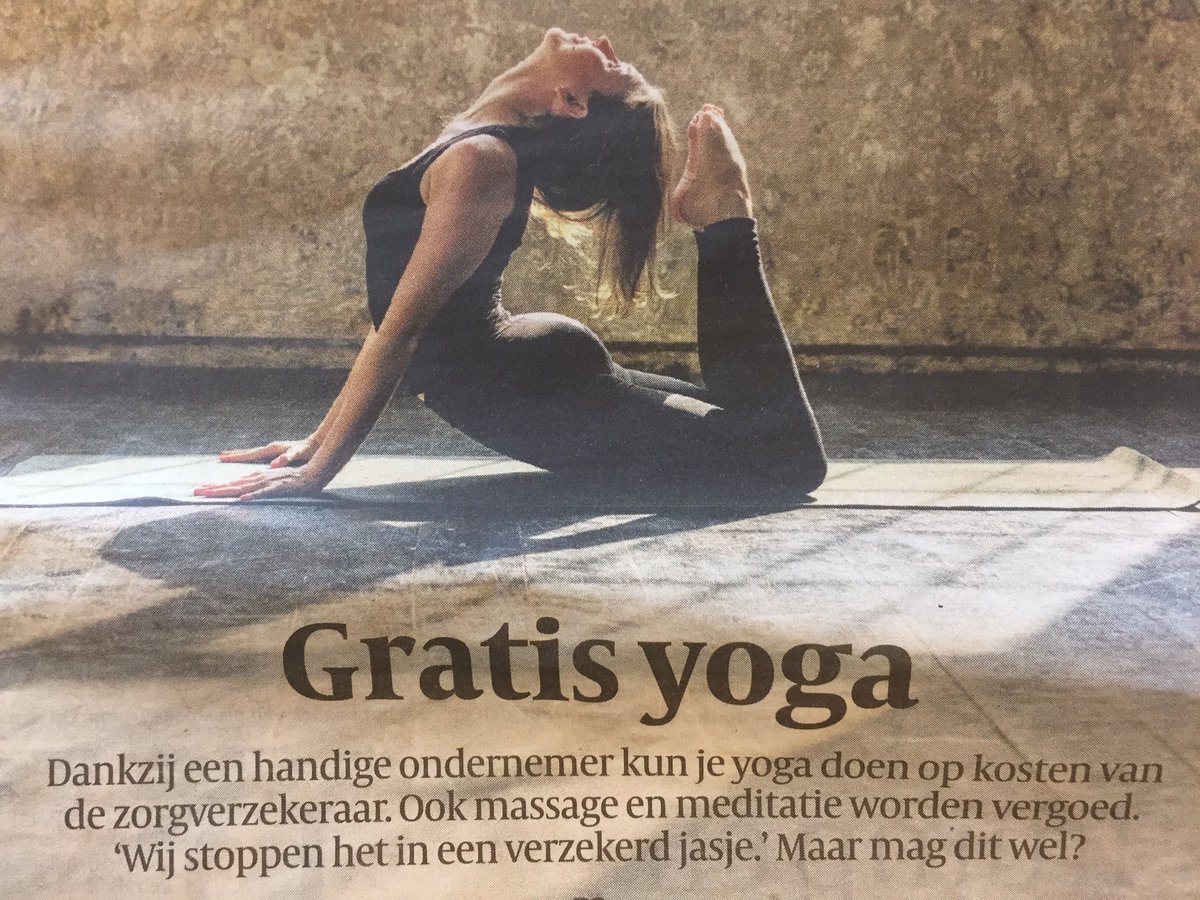 Gratis yoga
Dankzij een handige ondernemer kun je yoga doen op kosten van
de zorgverzekeraar. Ook massage en meditatie worden vergoed.
‘Wij stoppen het in een verzekerd jasje.’ Maar mag dit wel?